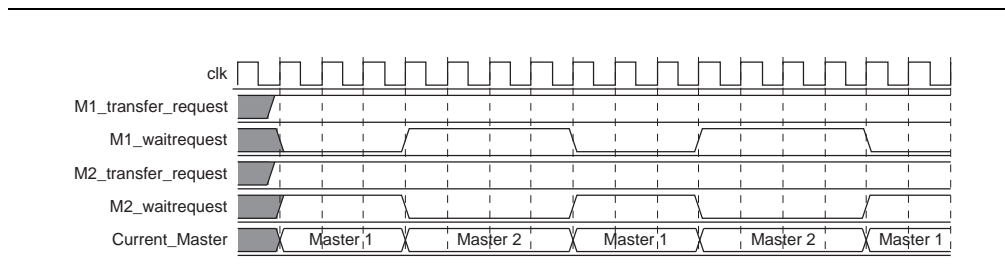 clk
M1_transfer_request
M1_waitrequest
M2_transfer_request
M2_waitrequest
Current_Master Master 1 Master 2 Master 1 Master 2 Master 1